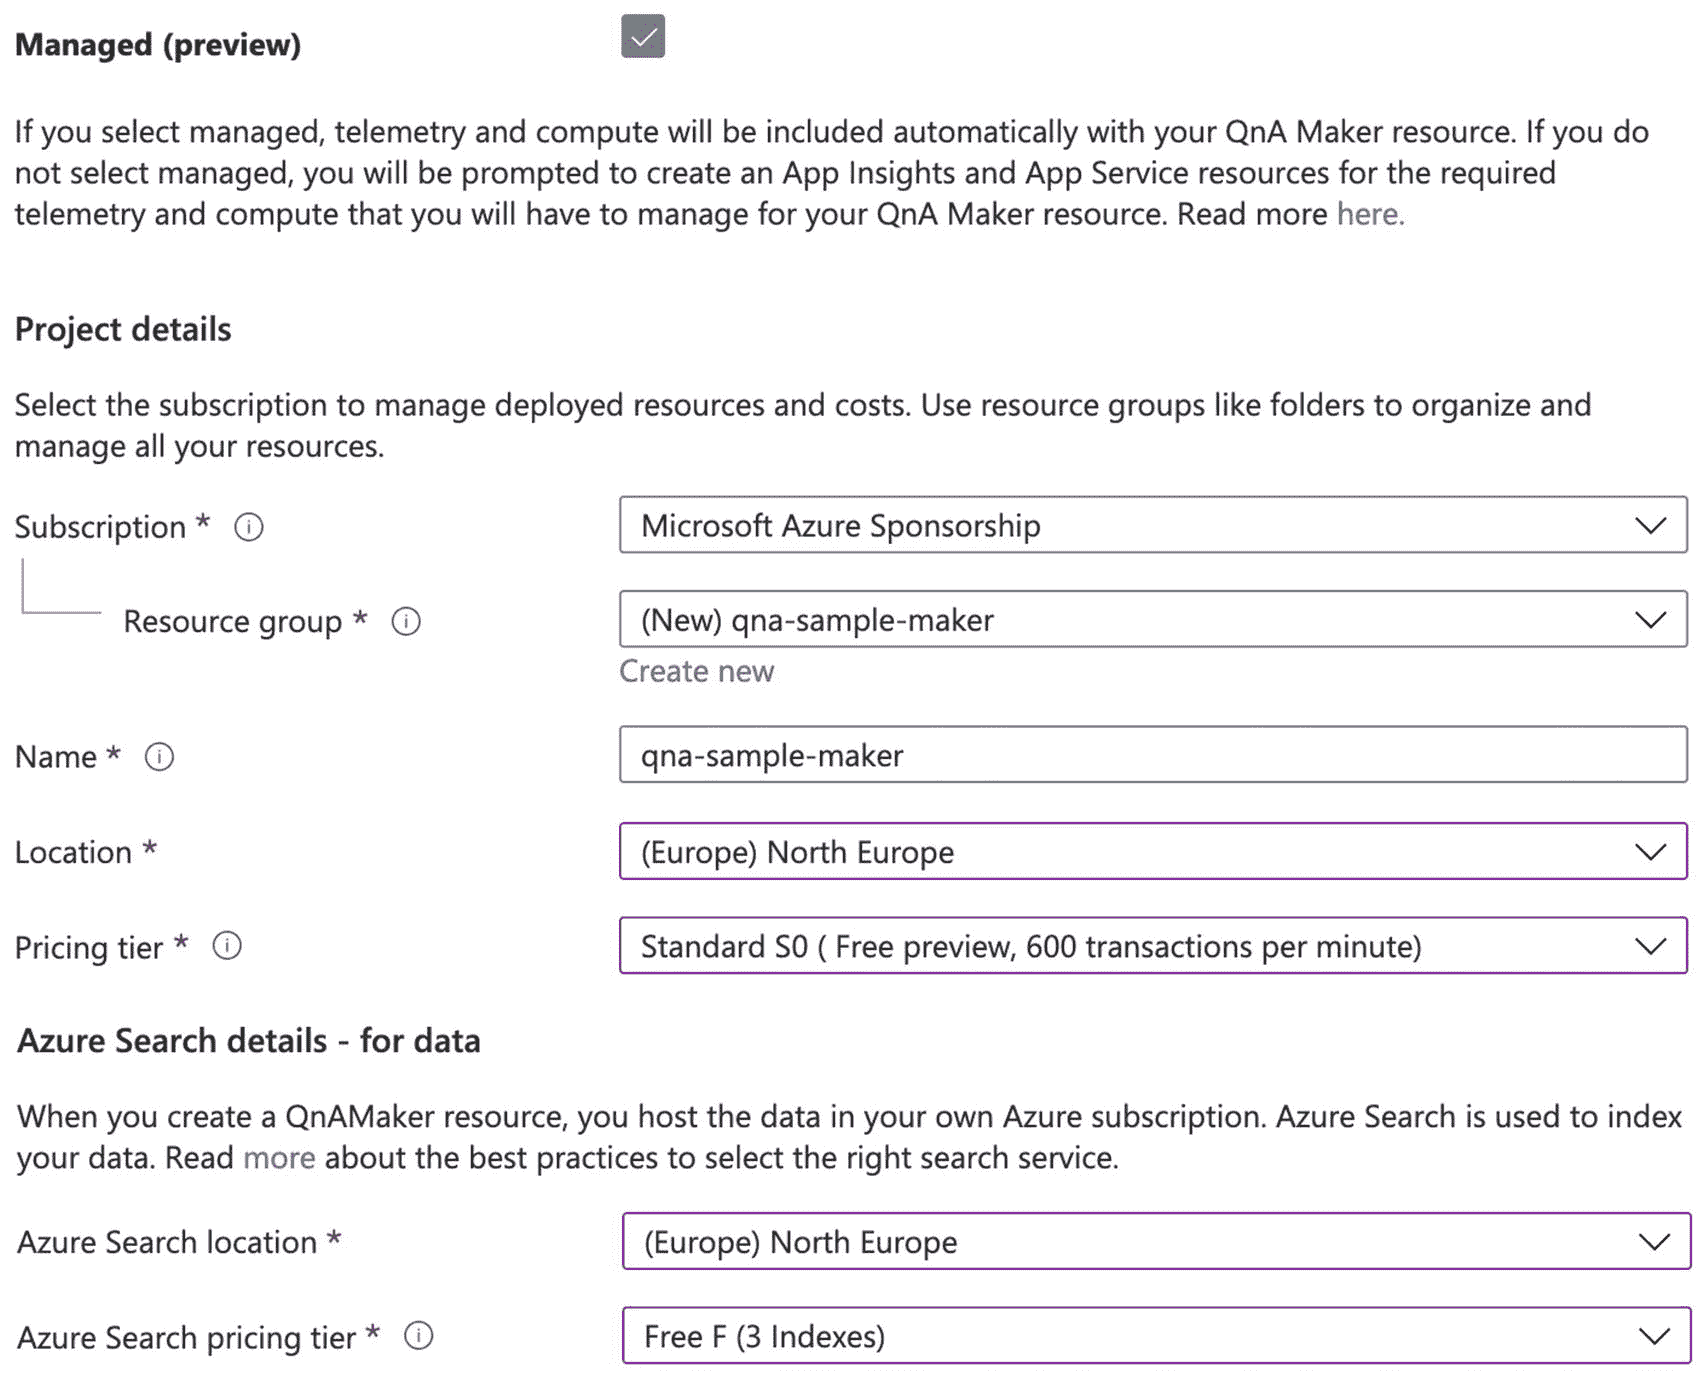 Managed (preview)
If you select managed, telemetry and compute will be included automatically with your QnA Maker resource. If you do
not select managed, you will be prompted to create an App Insights and App Service resources for the required
telemetry and compute that you will have to manage for your QnA Maker resource. Read more here.
Project details
Select the subscription to manage deployed resources and costs. Use resource groups like folders to organize and
manage all your resources.
Subscription * Microsoft Azure Sponsorship
Resource group * (New) qna-sample-maker
Create new
Name * qna-sample-maker
Location * (Europe) North Europe
Pricing tier * Standard S0 ( Free preview, 600 transactions per minute)
Azure Search details - for data
When you create a QnAMaker resource, you host the data in your own Azure subscription. Azure Search is used to index
your data. Read more about the best practices to select the right search service.
Azure Search location * (Europe) North Europe
Azure Search pricing tier * Free F (3 Indexes)